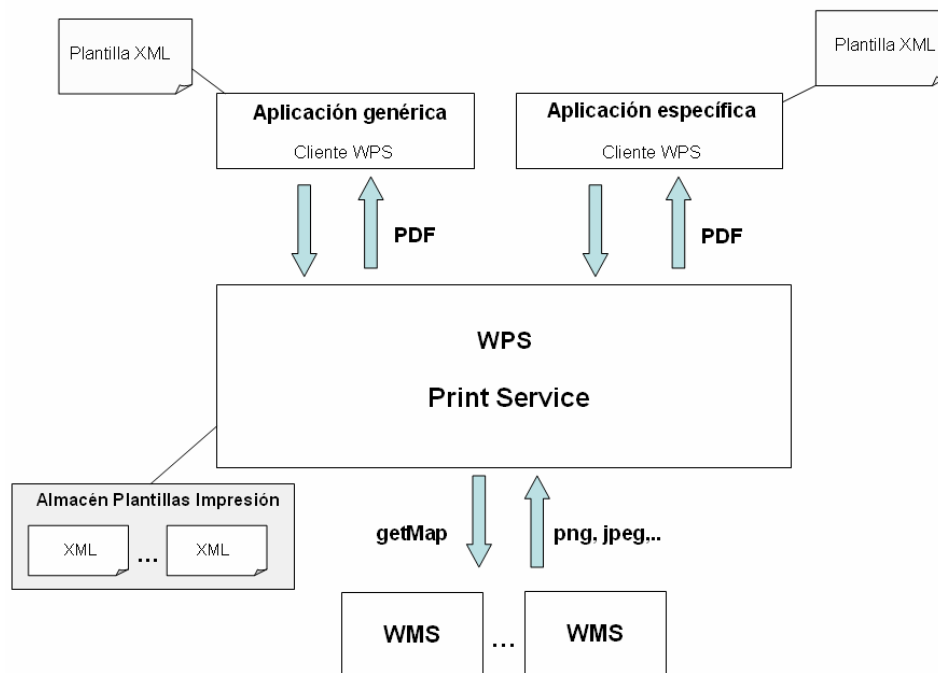 Plantilla XML
Plantilla XML
Aplicación genérica
Cliente WPS
Aplicación específica
Cliente WPS
PDF
PDF
WPS
Print Service
Almacén Plantillas Impresión
XML
...
XML
getMap
png, jpeg,..
WMS
...
WMS